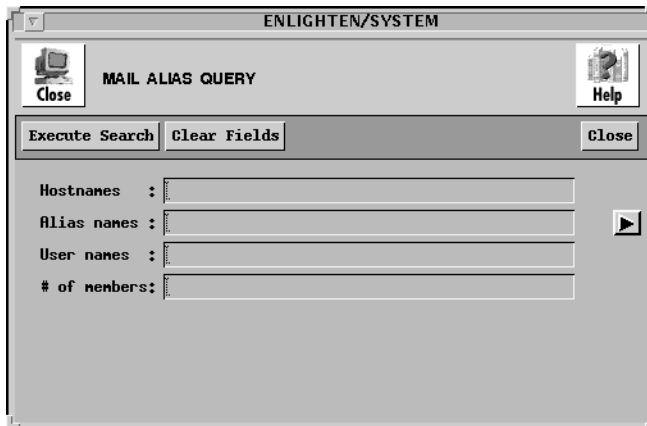 ENLIGHTEN/SYSTEM
Close
MAIL ALIAS QUERY
Help
Execute Search
Clear Fields
Close
Hostnames :
Alias names :
User names :
# of members: